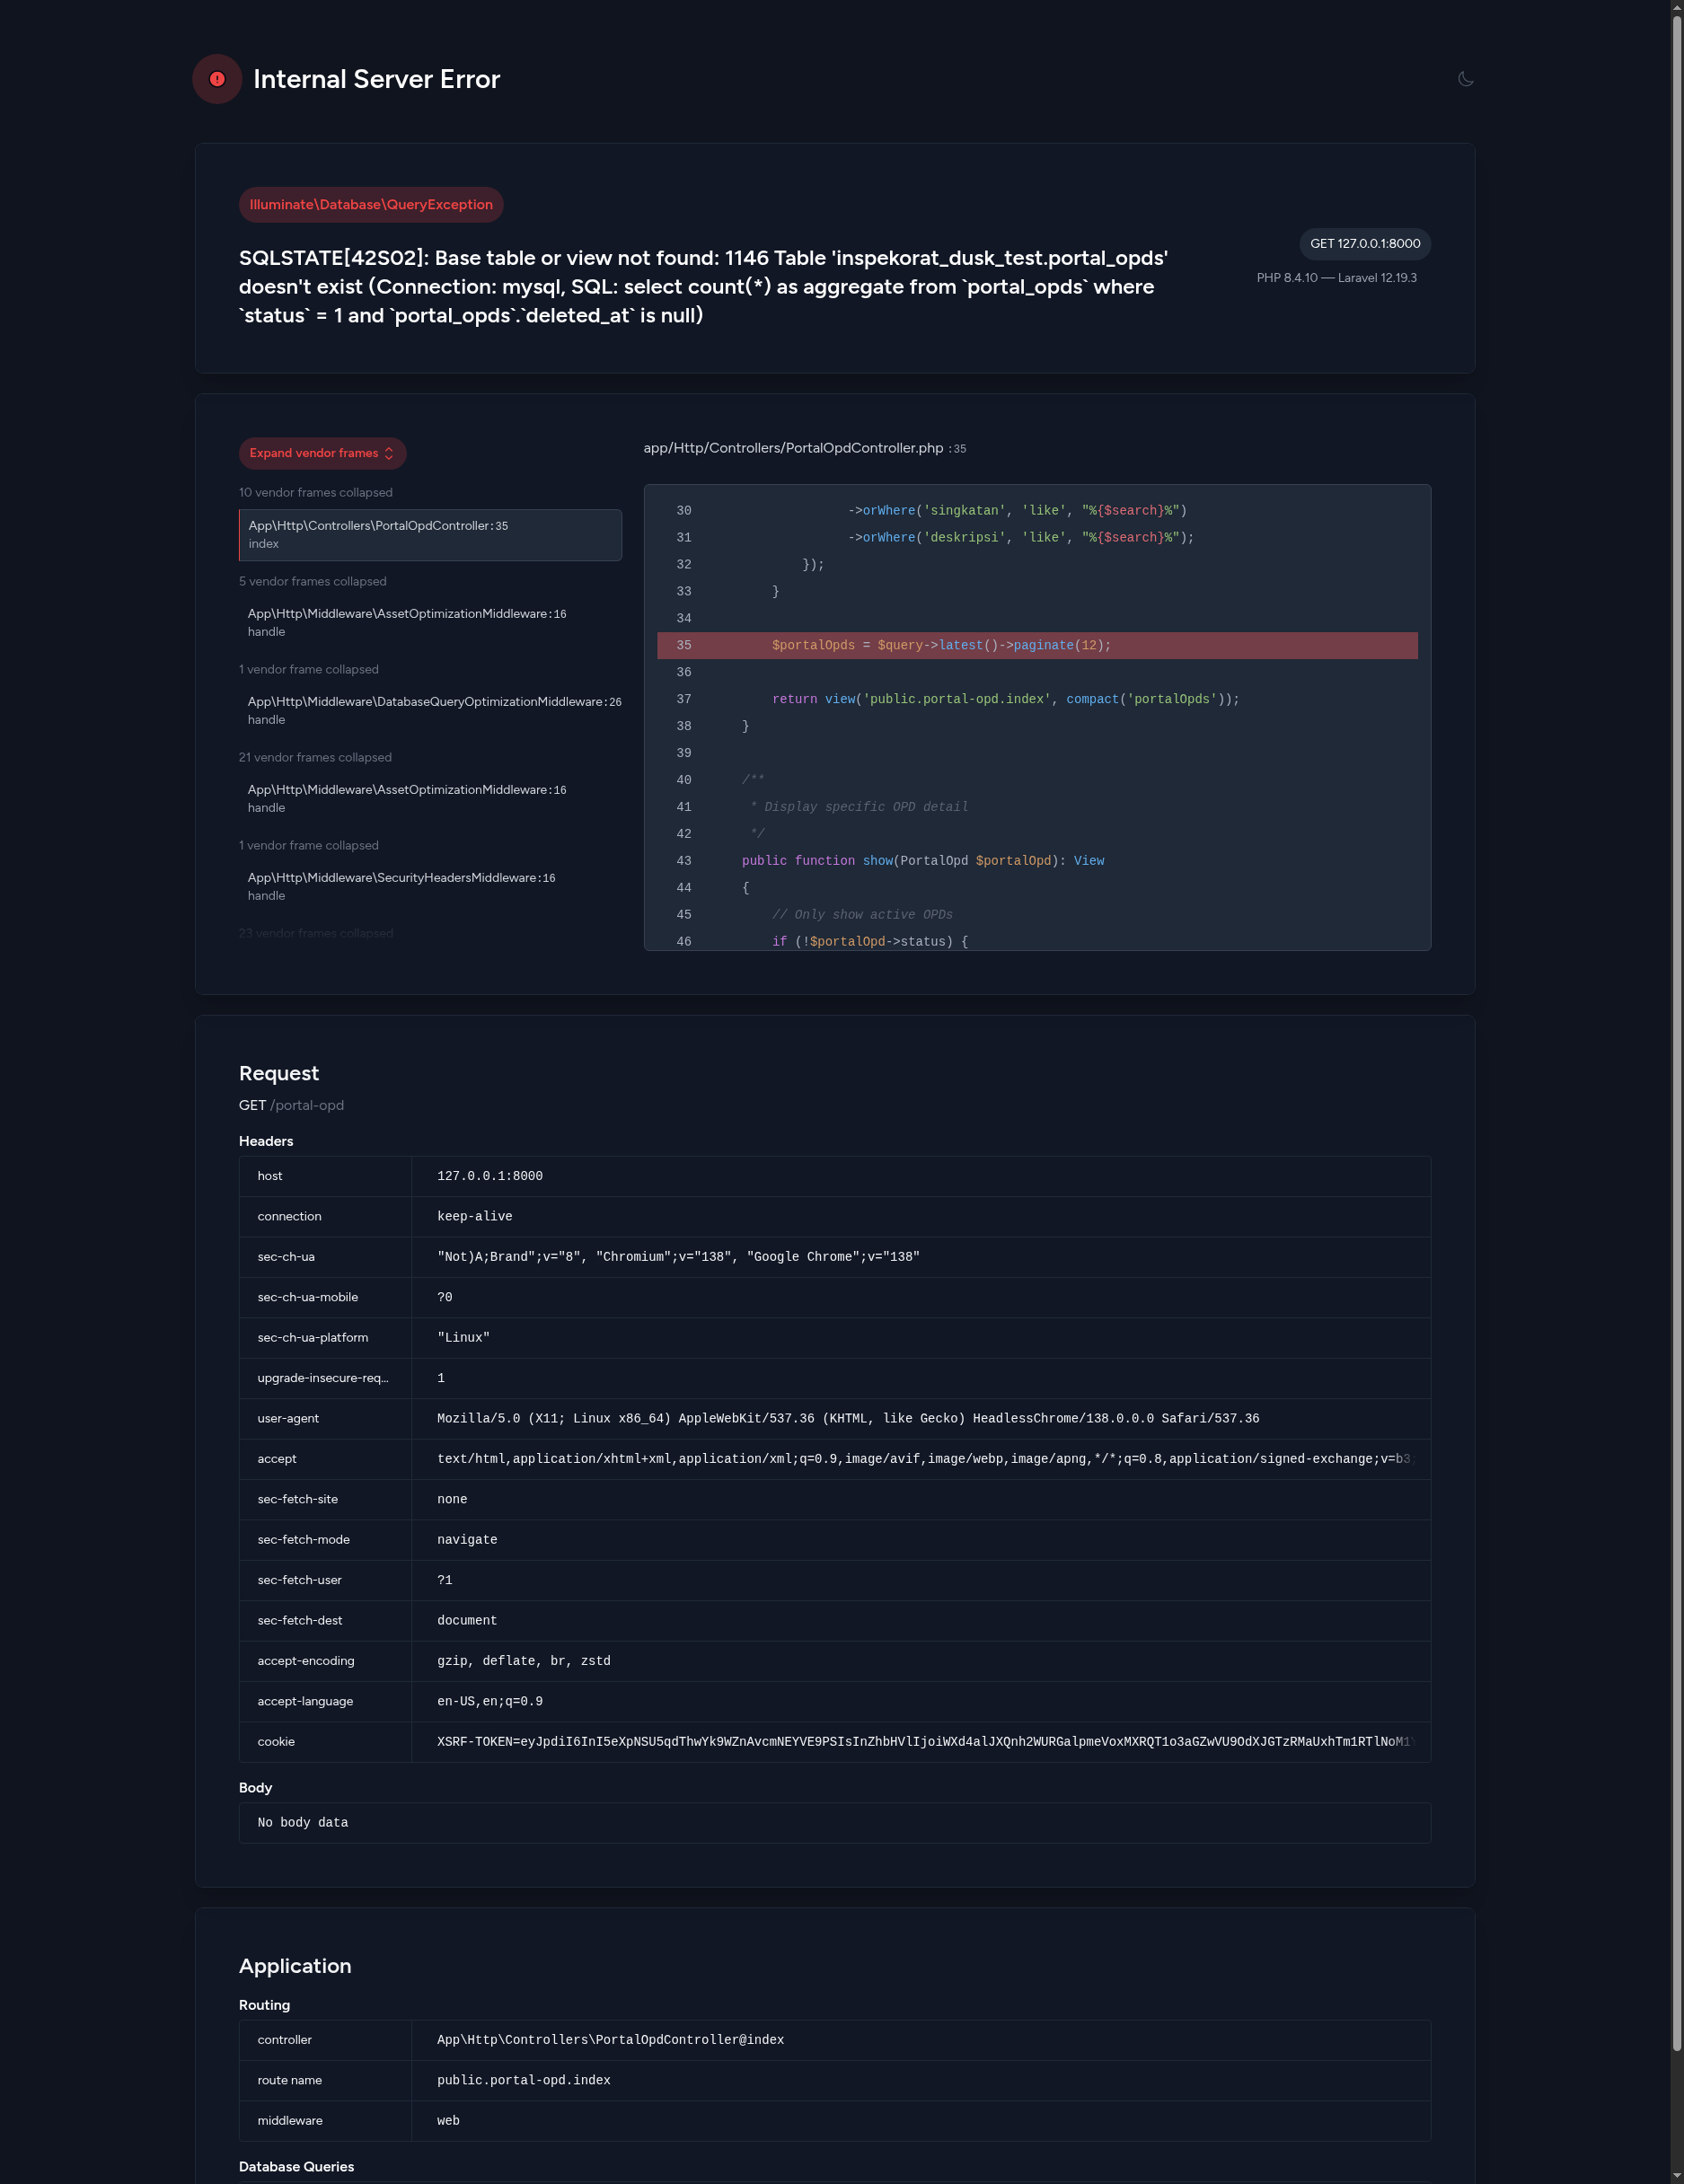 Internal Server Error
Illuminate\Database\QueryException
SQLSTATE[42S02]: Base table or view not found: 1146 Table 'inspekorat_dusk_test.portal_opds'
doesn't exist (Connection: mysql, SQL: select count(*) as aggregate from `portal_opds` where
`status` = 1 and `portal_opds`.`deleted_at` is null)
GET 127.0.0.1:8000
PHP 8.4.10 — Laravel 12.19.3
Expand vendor frames
10 vendor frames collapsed
App\Http\Controllers\PortalOpdController:35
index
5 vendor frames collapsed
App\Http\Middleware\AssetOptimizationMiddleware:16
handle
1 vendor frame collapsed
App\Http\Middleware\DatabaseQueryOptimizationMiddleware:26
handle
21 vendor frames collapsed
App\Http\Middleware\AssetOptimizationMiddleware:16
handle
1 vendor frame collapsed
App\Http\Middleware\SecurityHeadersMiddleware:16
handle
23 vendor frames collapsed
app/Http/Controllers/PortalOpdController.php :35
30 ->orWhere('singkatan', 'like', "%{$search}%")
31 ->orWhere('deskripsi', 'like', "%{$search}%");
32 });
33 }
34
35 $portalOpds = $query->latest()->paginate(12);
36
37 return view('public.portal-opd.index', compact('portalOpds'));
38 }
39
40 /**
41 * Display specific OPD detail
42 */
43 public function show(PortalOpd $portalOpd): View
44 {
45 // Only show active OPDs
46 if (!$portalOpd->status) {
Request
GET /portal-opd
Headers
host 127.0.0.1:8000
connection keep-alive
sec-ch-ua "Not)A;Brand";v="8", "Chromium";v="138", "Google Chrome";v="138"
sec-ch-ua-mobile ?0
sec-ch-ua-platform "Linux"
upgrade-insecure-req... 1
user-agent Mozilla/5.0 (X11; Linux x86_64) AppleWebKit/537.36 (KHTML, like Gecko) HeadlessChrome/138.0.0.0 Safari/537.36
accept text/html,application/xhtml+xml,application/xml;q=0.9,image/avif,image/webp,image/apng,*/*;q=0.8,application/signed-exchange;v=b3;
sec-fetch-site none
sec-fetch-mode navigate
sec-fetch-user ?1
sec-fetch-dest document
accept-encoding gzip, deflate, br, zstd
accept-language en-US,en;q=0.9
cookie XSRF-TOKEN=eyJpdiI6InI5eXpNSU5qdThwYk9WZnAvcmNEYVE9PSIsInZhbHVlIjoiWXd4alJXQnh2WURGalpmeVoxMXRQT1o3aGZwVU9OdXJGTzRMaUxhTm1RTlNoM1
Body
No body data
Application
Routing
controller App\Http\Controllers\PortalOpdController@index
route name public.portal-opd.index
middleware web
Database Queries